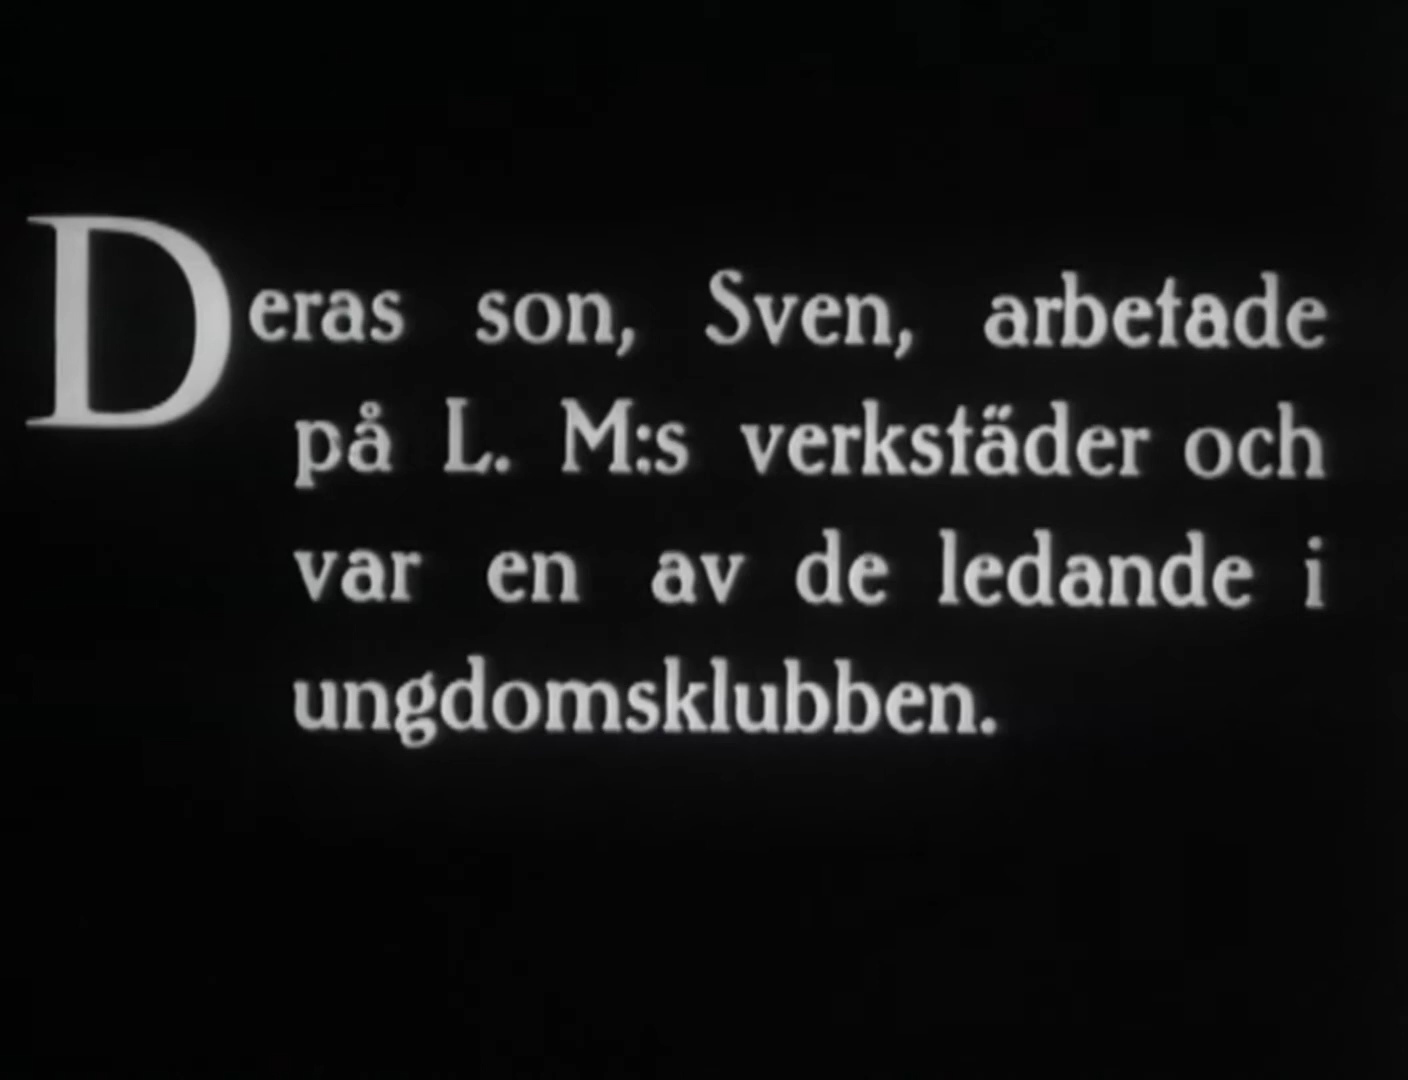 Deras son, Sven, arbetade
på L. M:s verkstäder och
var en av de ledande i
ungdomsklubben.